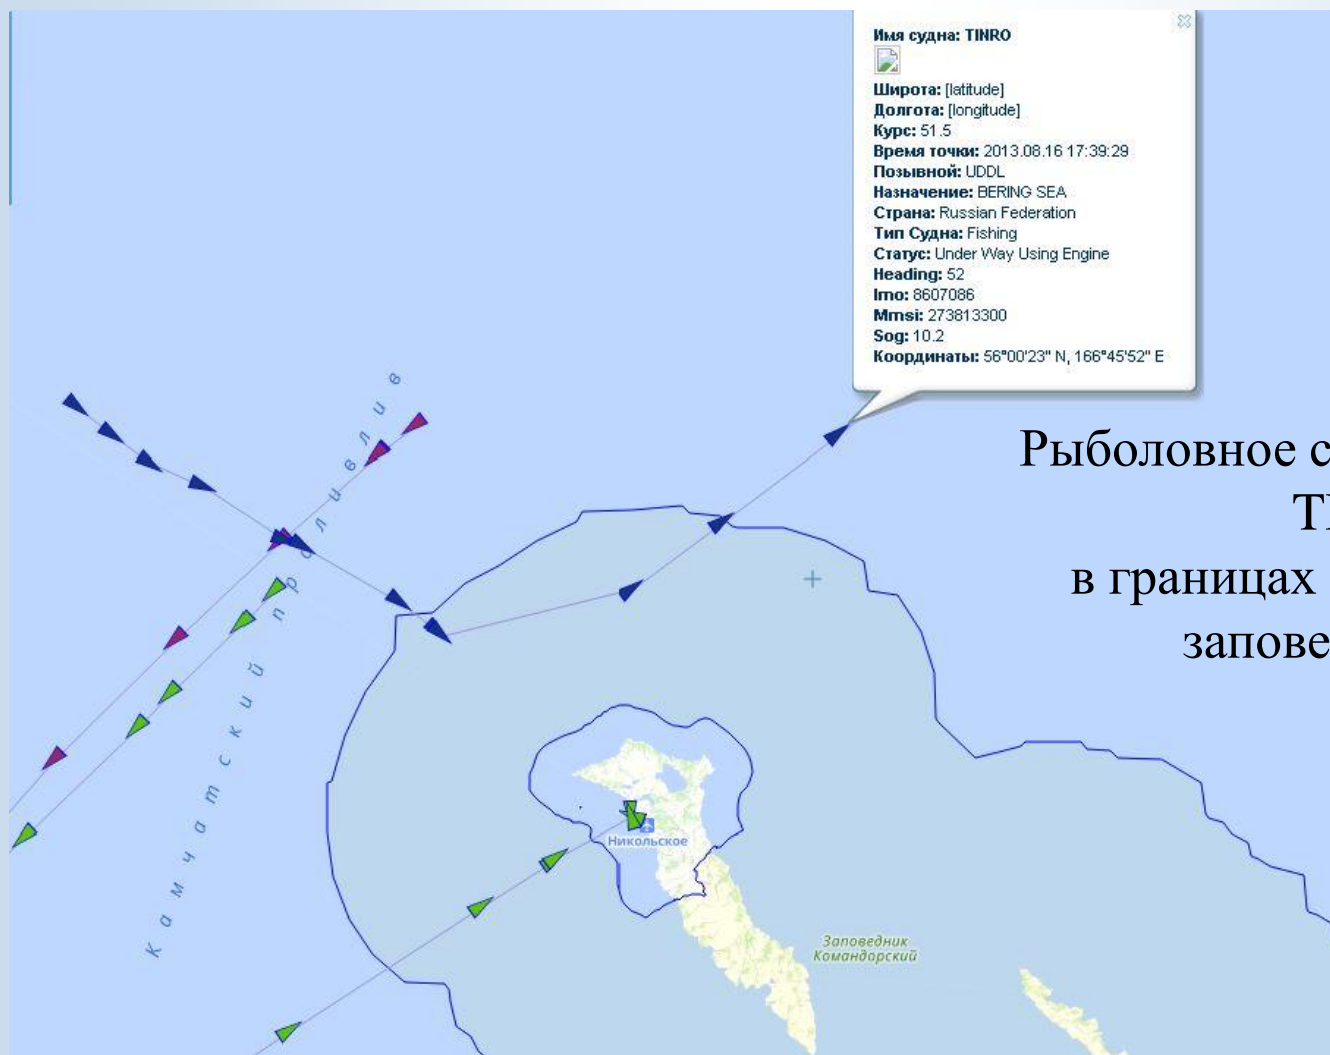 Имя судна: TINRO
Широта: [latitude]
Долгота: [longitude]
Курс: 51.5
Время точки: 2013.08.16 17:39:29
Позывной: UDDL
Назначение: BERING SEA
Страна: Russian Federation
Тип Судна: Fishing
Статус: Under Way Using Engine
Heading: 52
Imo: 8607086
Mmsi: 273813300
Sog: 10.2
Координаты: 56°00'23" N, 166°45'52" E
Рыболовное с
в границах
запове
Камчатский пролив
Никольское
Заповедник
Командорский